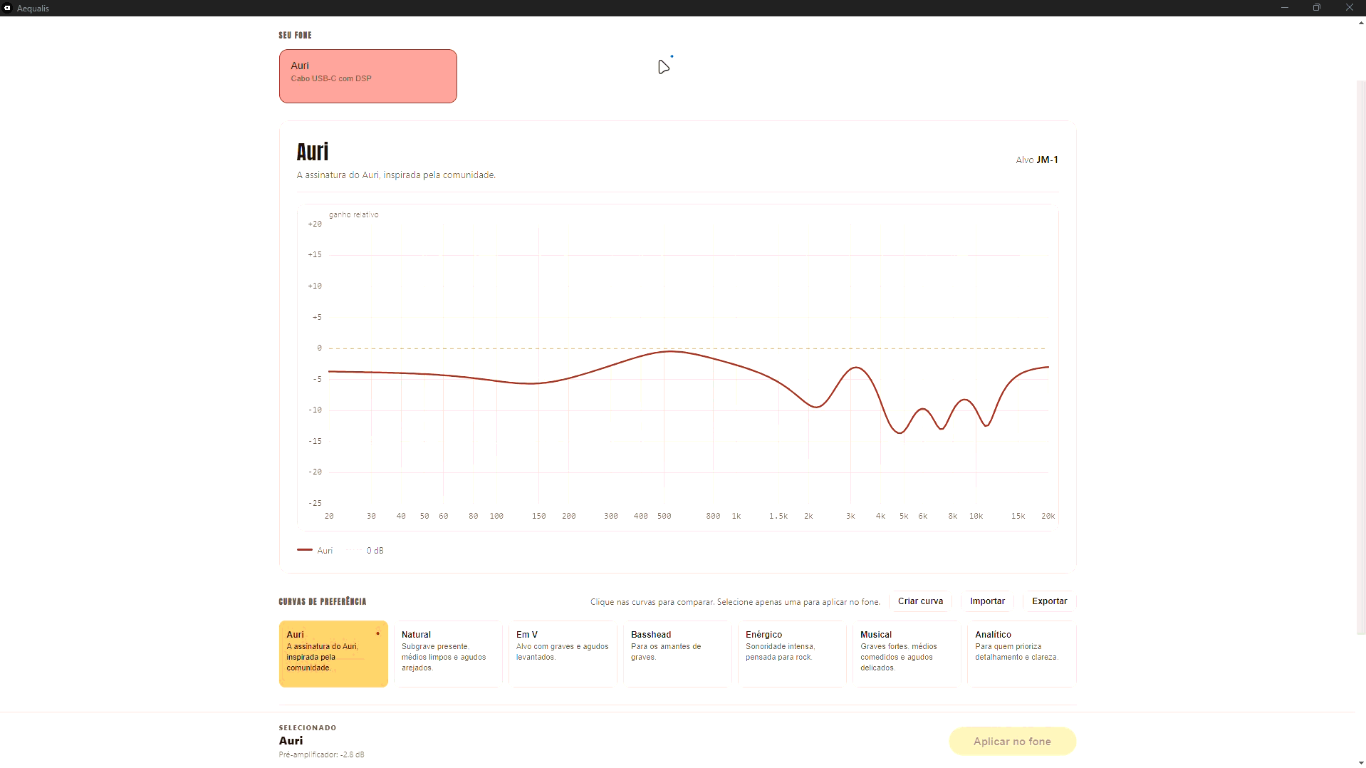 Aequalis
SEU FONE
Auri
Cabo USB-C com DSP
Auri
A assinatura do Auri, inspirada pela comunidade.
Alvo JM-1
ganho relativo
+20
+15
+10
+5
0
-5
-10
-15
-20
-25
20 30 40 50 60 80 100 150 200 300 400 500 800 1k 1.5k 2k 3k 4k 5k 6k 8k 10k 15k 20k
Auri 0 dB
CURVAS DE PREFERÊNCIA
Clique nas curvas para comparar. Selecione apenas uma para aplicar no fone.
Criar curva Importar Exportar
Auri
A assinatura do Auri,
inspirada pela
comunidade.
Natural
Subgrave presente,
médios limpos e agudos
arejados.
Em V
Alvo com graves e agudos
levantados.
Basshead
Para os amantes de
graves.
Enérgico
Sonoridade intensa,
pensada para rock.
Musical
Graves fortes, médios
comedidos e agudos
delicados.
Analítico
Para quem prioriza
detalhamento e clareza.
SELECIONADO
Auri
Pré-amplificador: -2.8 dB
Aplicar no fone